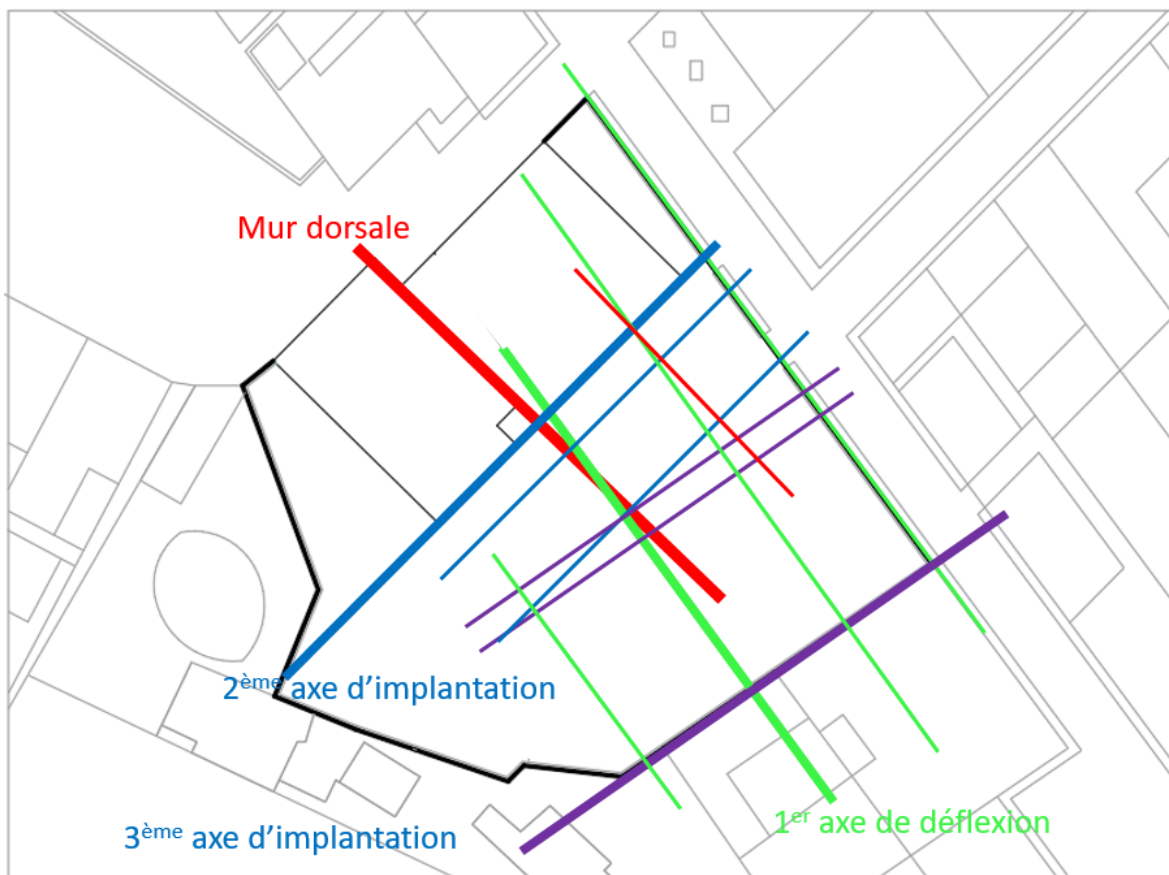 Mur dorsale
2ème axe d'implantation
1er axe de déflexion
3ème axe d'implantation